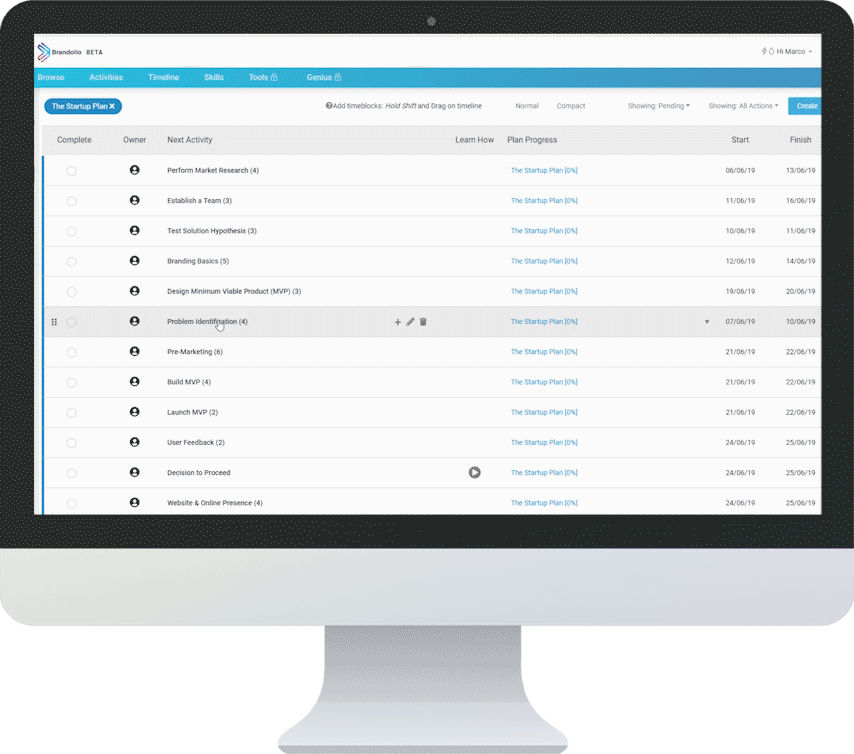 Brandolio BETA
Hi Marco
Browse Activities Timeline Skills Tools Genius
The Startup Plan ×
Add timeblocks: Hold Shift and Drag on timeline Normal Compact Showing: Pending Showing: All Actions Create
Complete Owner Next Activity Learn How Plan Progress Start Finish
Perform Market Research (4) The Startup Plan [0%] 06/06/19 13/06/19
Establish a Team (3) The Startup Plan [0%] 11/06/19 16/06/19
Test Solution Hypothesis (3) The Startup Plan [0%] 10/06/19 11/06/19
Branding Basics (5) The Startup Plan [0%] 12/06/19 14/06/19
Design Minimum Viable Product (MVP) (3) The Startup Plan [0%] 19/06/19 20/06/19
Problem Identification (4) The Startup Plan [0%] 07/06/19 10/06/19
Pre-Marketing (6) The Startup Plan [0%] 21/06/19 22/06/19
Build MVP (4) The Startup Plan [0%] 21/06/19 22/06/19
Launch MVP (2) The Startup Plan [0%] 21/06/19 22/06/19
User Feedback (2) The Startup Plan [0%] 24/06/19 25/06/19
Decision to Proceed The Startup Plan [0%] 24/06/19 25/06/19
Website & Online Presence (4) The Startup Plan [0%] 24/06/19 25/06/19